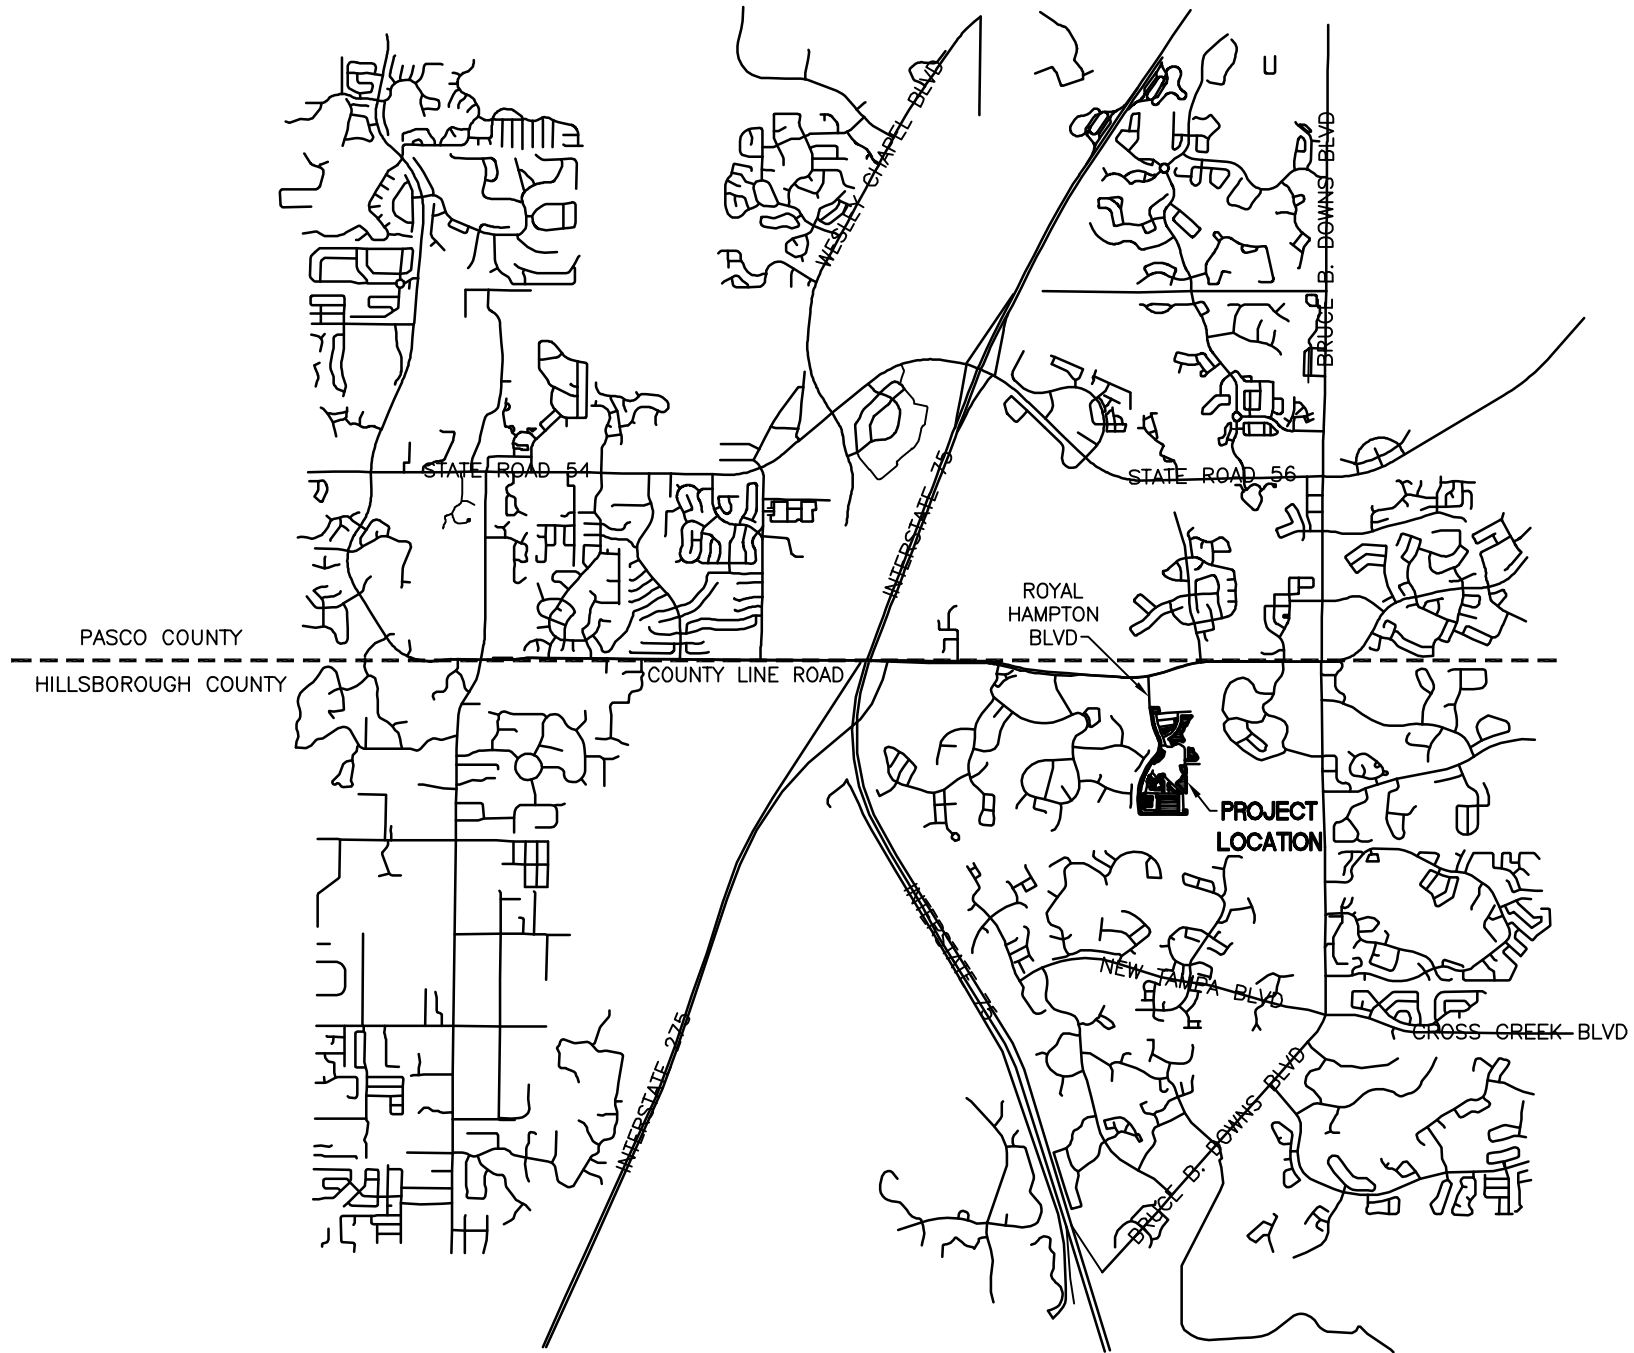 WESLEY CHAPEL BLVD
BRUCE B. DOWNS BLVD
STATE ROAD 54
STATE ROAD 56
INTERSTATE 75
ROYAL
HAMPTON
BLVD
PASCO COUNTY
HILLSBOROUGH COUNTY
COUNTY LINE ROAD
PROJECT
LOCATION
INTERSTATE 75
NEW TAMPA BLVD
CROSS CREEK BLVD
INTERSTATE 275
BRUCE B. DOWNS BLVD